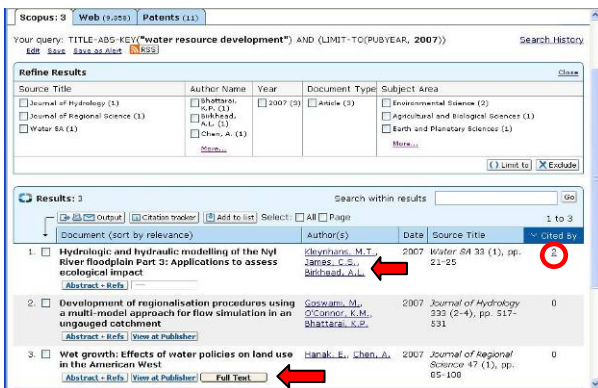 Scopus: 3 Web (9,358) Patents (11)
Your query: TITLE-ABS-KEY("water resource development") AND (LIMIT-TO(PUBYEAR, 2007)) Search History
Edit Save Save as Alert RSS
Refine Results Close
Source Title Author Name Year Document Type Subject Area
Journal of Hydrology (1) Bhattarai, K.P. (1) 2007 (3) Article (3) Environmental Science (2)
Journal of Regional Science (1) Birkhead, A.L. (1) Agricultural and Biological Sciences (1)
Water SA (1) Chen, A. (1) Earth and Planetary Sciences (1)
More... More...
Limit to Exclude
Results: 3 Search within results Go
Output Citation tracker Add to list Select: All Page 1 to 3
Document (sort by relevance) Author(s) Date Source Title Cited By
1. Hydrologic and hydraulic modelling of the Nyl Kleynhans, M.T., 2007 Water SA 33 (1), pp. 2
River floodplain Part 3: Applications to assess James, C.S., 21-25
ecological impact Birkhead, A.L.
Abstract + Refs
2. Development of regionalisation procedures using Goswami, M., 2007 Journal of Hydrology 0
a multi-model approach for flow simulation in an O'Connor, K.M., 333 (2-4), pp. 517-
ungauged catchment Bhattarai, K.P. 531
Abstract + Refs View at Publisher
3. Wet growth: Effects of water policies on land use Hanak, E., Chen, A. 2007 Journal of Regional 0
in the American West Science 47 (1), pp.
Abstract + Refs View at Publisher Full Text 85-108